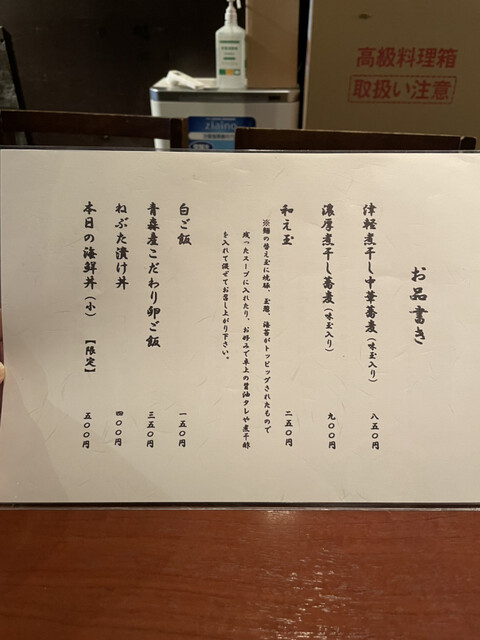 高級料理箱
取扱い注意
ziaino
お品書き
津軽煮干し中華蕎麦（味玉入り） 八五〇円
濃厚煮干し蕎麦（味玉入り） 九〇〇円
和え玉 二五〇円
※麺の替え玉に焼豚、玉葱、海苔がトッピングされたもので
残ったスープに入れたり、お好みで卓上の醤油タレや煮干酢
を入れて混ぜてお召し上がり下さい。
白ご飯 一五〇円
青森産こだわり卵ご飯 三五〇円
ねぶた漬け丼 四〇〇円
本日の海鮮丼（小）【限定】 五〇〇円